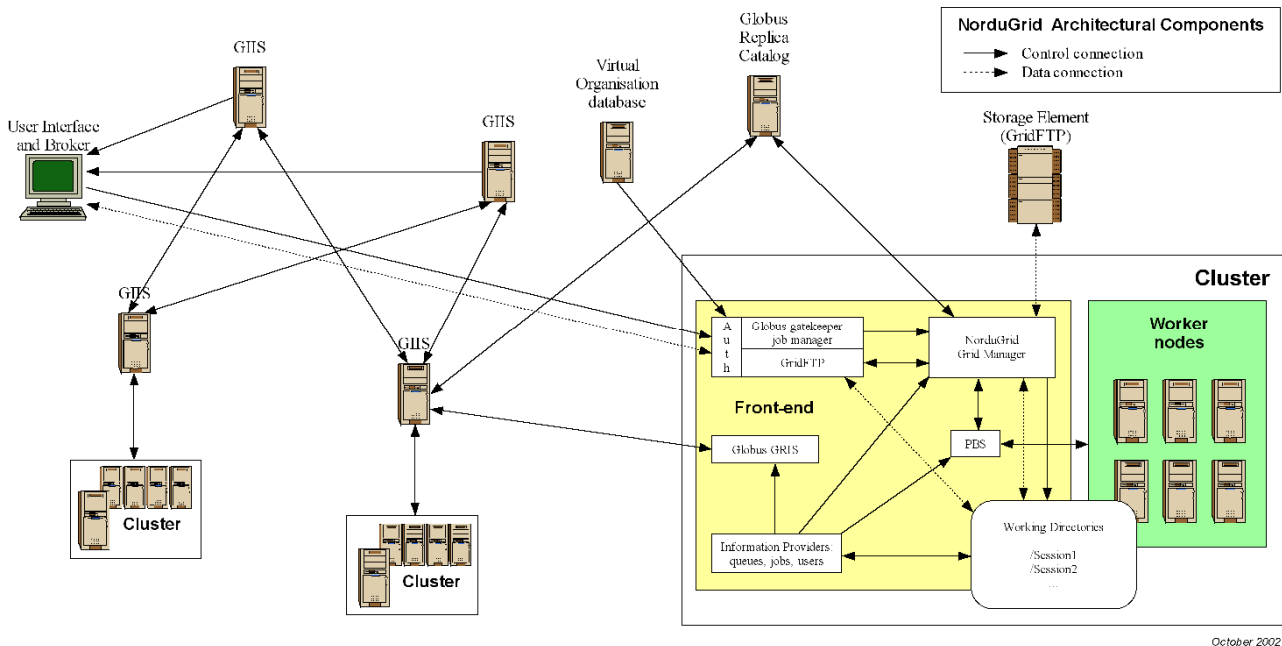 NorduGrid Architectural Components
Control connection
Data connection
GIIS
Globus
Replica
Catalog
Virtual
Organisation
database
User Interface
and Broker
GIIS
Storage Element
(GridFTP)
GIIS
GIIS
Cluster
Cluster
Cluster
A
u
t
h
Globus gatekeeper
job manager
GridFTP
NorduGrid
Grid Manager
Worker
nodes
Front-end
Globus GRIS
PBS
Information Providers:
queues, jobs, users
Working Directories
/Session1
/Session2
...
October 2002